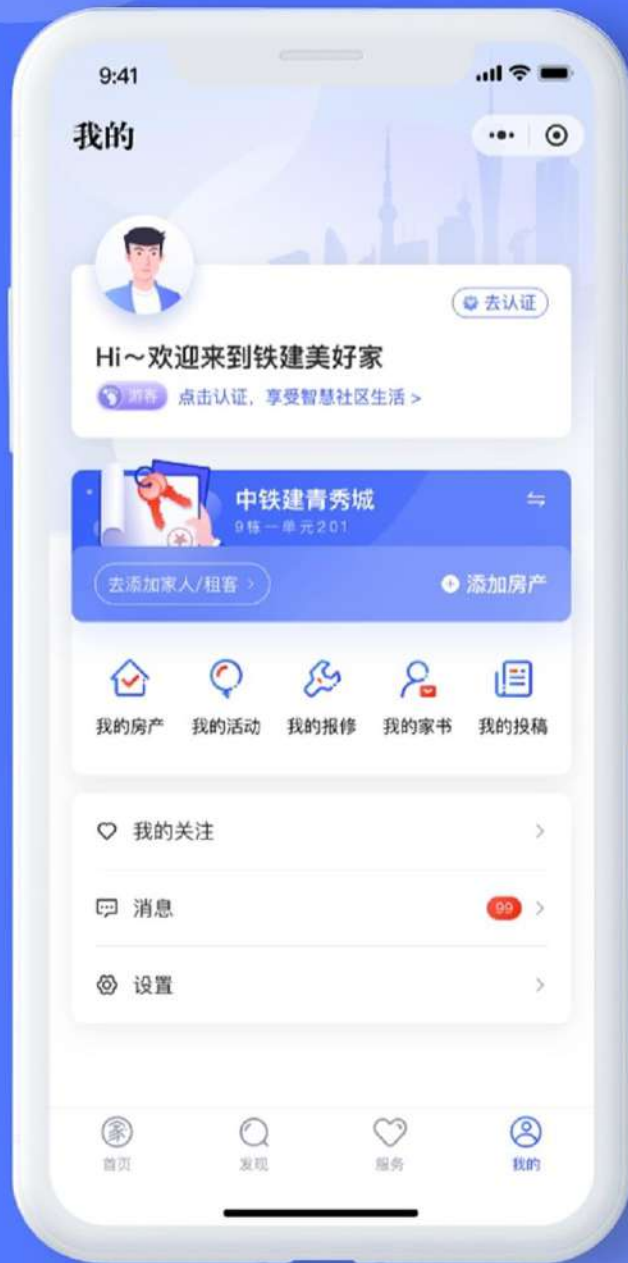 9:41
我的
去认证
Hi～欢迎来到铁建美好家
游客 点击认证，享受智慧社区生活 >
中铁建青秀城
9栋一单元201
去添加家人/租客 >
添加房产
我的房产 我的活动 我的报修 我的家书 我的投稿
我的关注
消息 99
设置
家
首页 发现 服务 我的